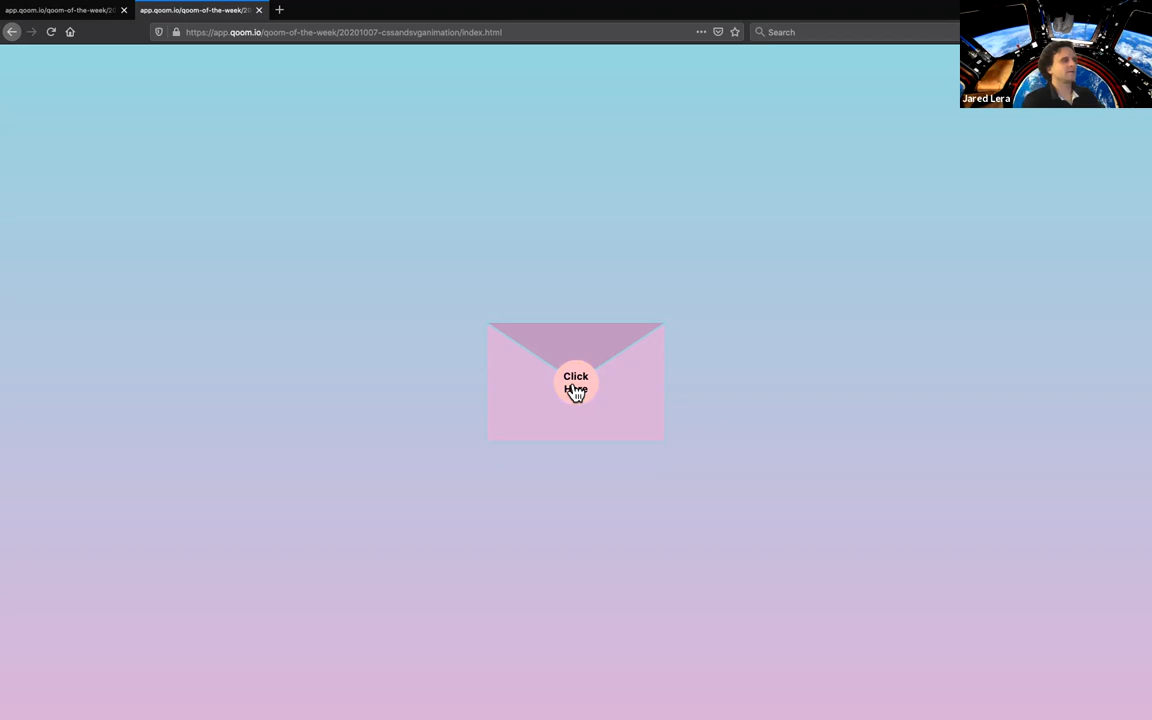 app.qoom.io/qoom-of-the-week/20
app.qoom.io/qoom-of-the-week/20
https://app.qoom.io/qoom-of-the-week/20201007-cssandsvganimation/index.html
Search
Jared Lera
Click
Here